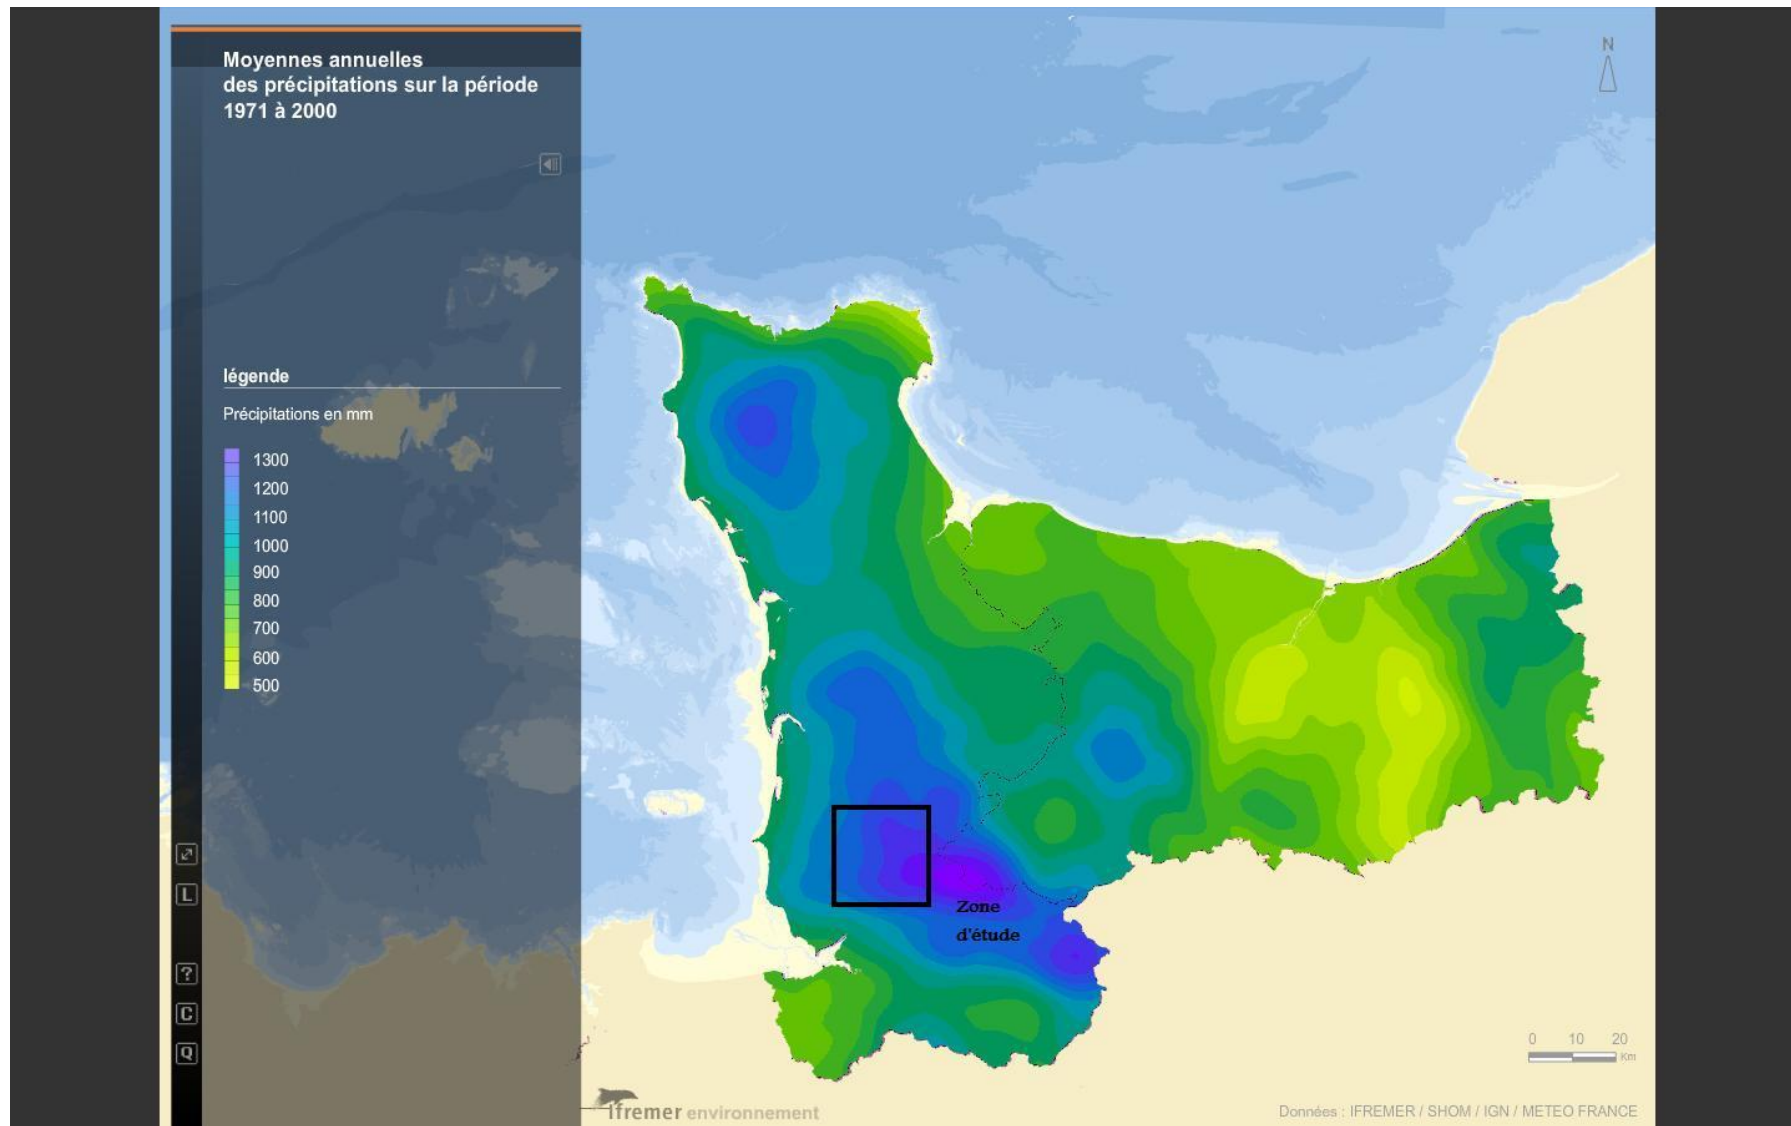 Moyennes annuelles
des précipitations sur la période
1971 à 2000
N
légende
Précipitations en mm
1300
1200
1100
1000
900
800
700
600
500
L
?
C
Q
Zone
d'étude
0 10 20
Km
Ifremer environnement
Données : IFREMER / SHOM / IGN / METEO FRANCE